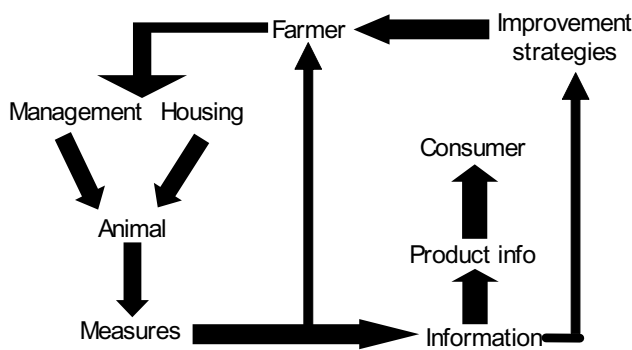 Farmer
Improvement
strategies
Management Housing
Consumer
Animal
Product info
Measures
Information